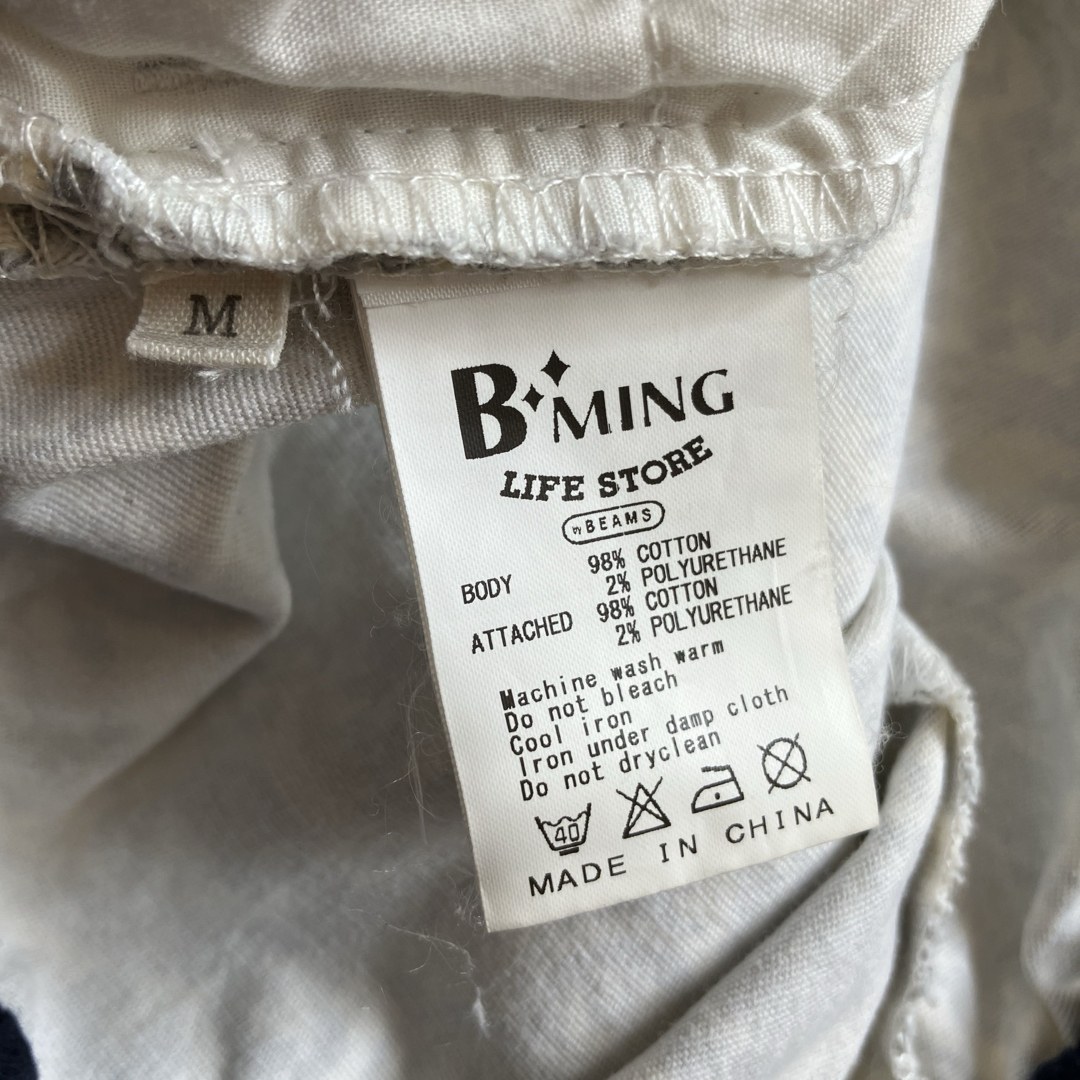 M
B MING
LIFE STORE
by BEAMS
BODY 98% COTTON
2% POLYURETHANE
ATTACHED 98% COTTON
2% POLYURETHANE
Machine wash warm
Do not bleach
Cool iron
Iron under damp cloth
Do not dryclean
40
MADE IN CHINA